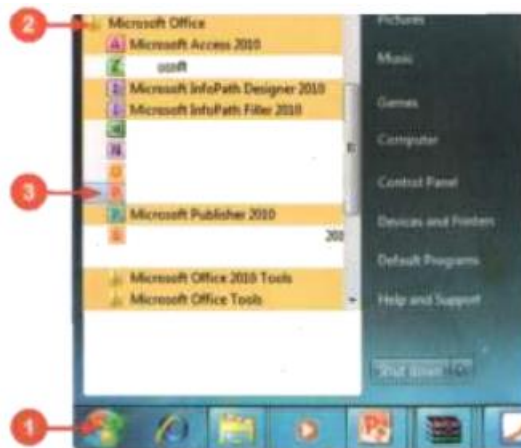 2
Microsoft Office
Microsoft Access 2010
Microsoft InfoPath Designer 2010
Microsoft InfoPath Filler 2010
3
Microsoft Publisher 2010
201
Microsoft Office 2010 Tools
Microsoft Office Tools
Pictures
Music
Games
Computer
Control Panel
Devices and Printers
Default Programs
Help and Support
Shut down
1